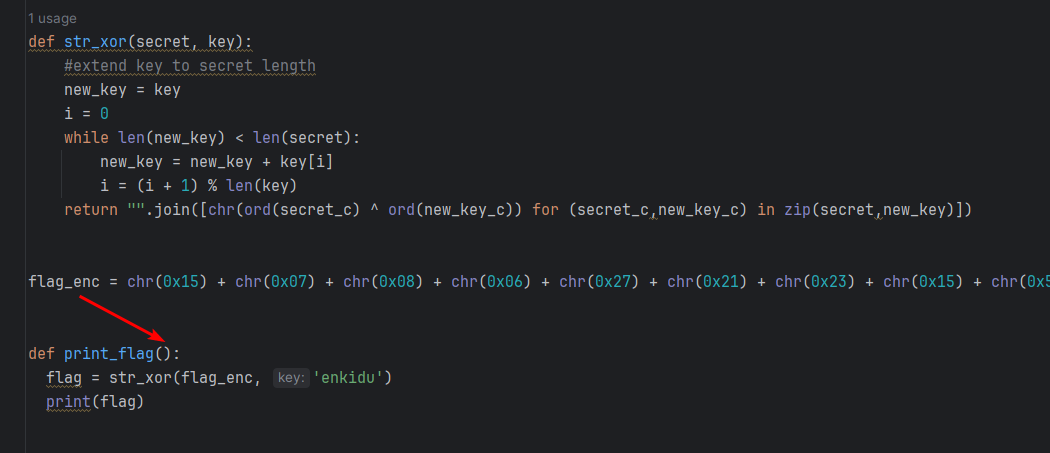 1 usage
def str_xor(secret, key):
    #extend key to secret length
    new_key = key
    i = 0
    while len(new_key) < len(secret):
        new_key = new_key + key[i]
        i = (i + 1) % len(key)
    return "".join([chr(ord(secret_c) ^ ord(new_key_c)) for (secret_c,new_key_c) in zip(secret,new_key)])
flag_enc = chr(0x15) + chr(0x07) + chr(0x08) + chr(0x06) + chr(0x27) + chr(0x21) + chr(0x23) + chr(0x15) + chr(0x5
def print_flag():
  flag = str_xor(flag_enc, key: 'enkidu')
  print(flag)